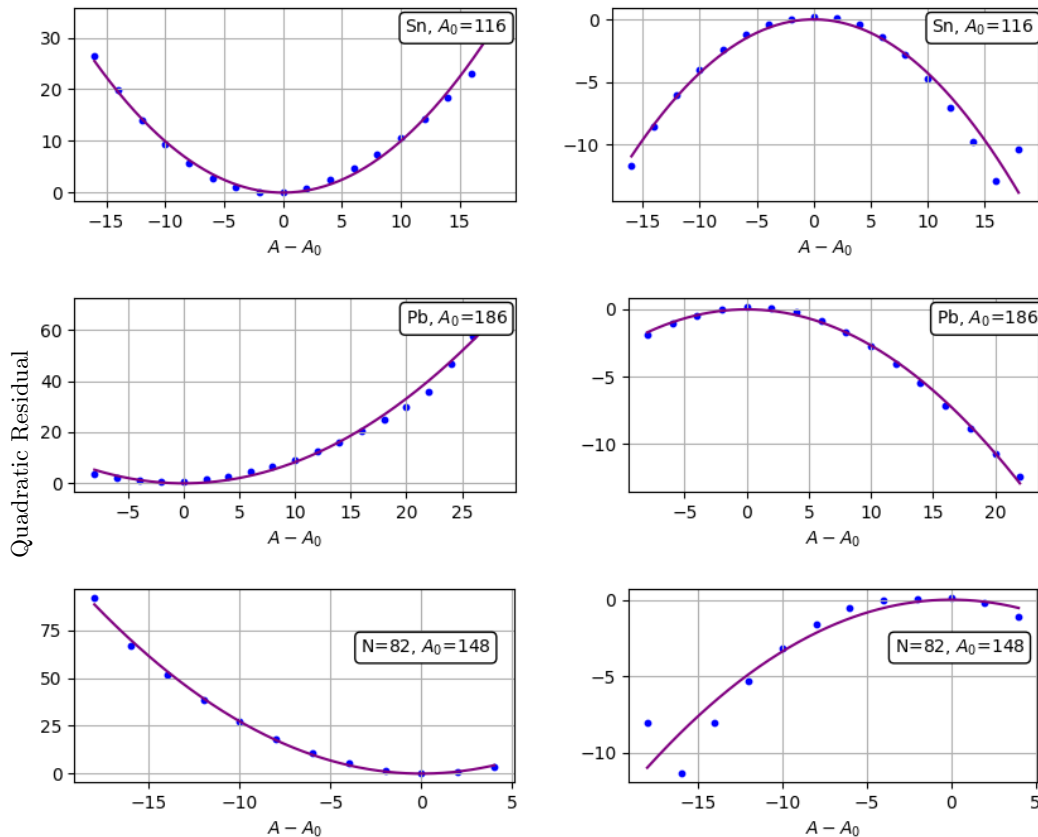 Quadratic Residual
30
20
10
0
Sn, A₀=116
−15 −10 −5 0 5 10 15
A − A₀
0
−5
−10
Sn, A₀=116
−15 −10 −5 0 5 10 15
A − A₀
60
40
20
0
Pb, A₀=186
−5 0 5 10 15 20 25
A − A₀
0
−5
−10
Pb, A₀=186
−5 0 5 10 15 20
A − A₀
75
50
25
0
N=82, A₀=148
−15 −10 −5 0 5
A − A₀
0
−5
−10
N=82, A₀=148
−15 −10 −5 0 5
A − A₀